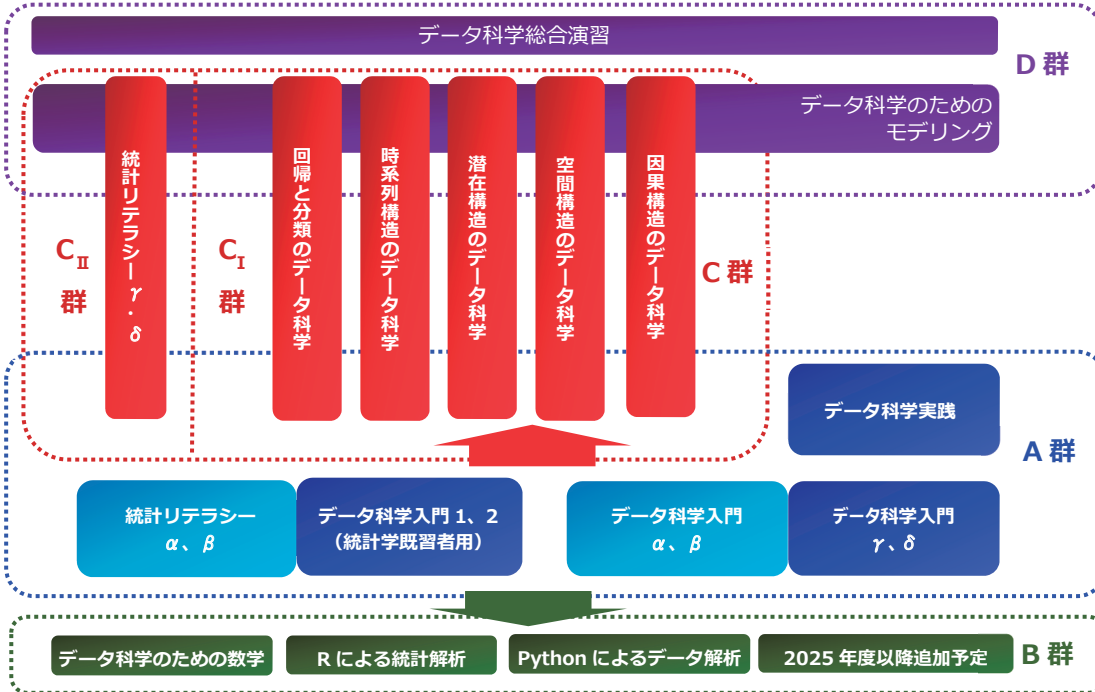 データ科学総合演習
D 群
データ科学のための
モデリング
統計リテラシー γ・δ
回帰と分類のデータ科学
時系列構造のデータ科学
潜在構造のデータ科学
空間構造のデータ科学
因果構造のデータ科学
CⅡ
群
CⅠ
群
C 群
データ科学実践
A 群
統計リテラシー
α、β
データ科学入門 1、2
（統計学既習者用）
データ科学入門
α、β
データ科学入門
γ、δ
データ科学のための数学
R による統計解析
Python によるデータ解析
2025 年度以降追加予定
B 群